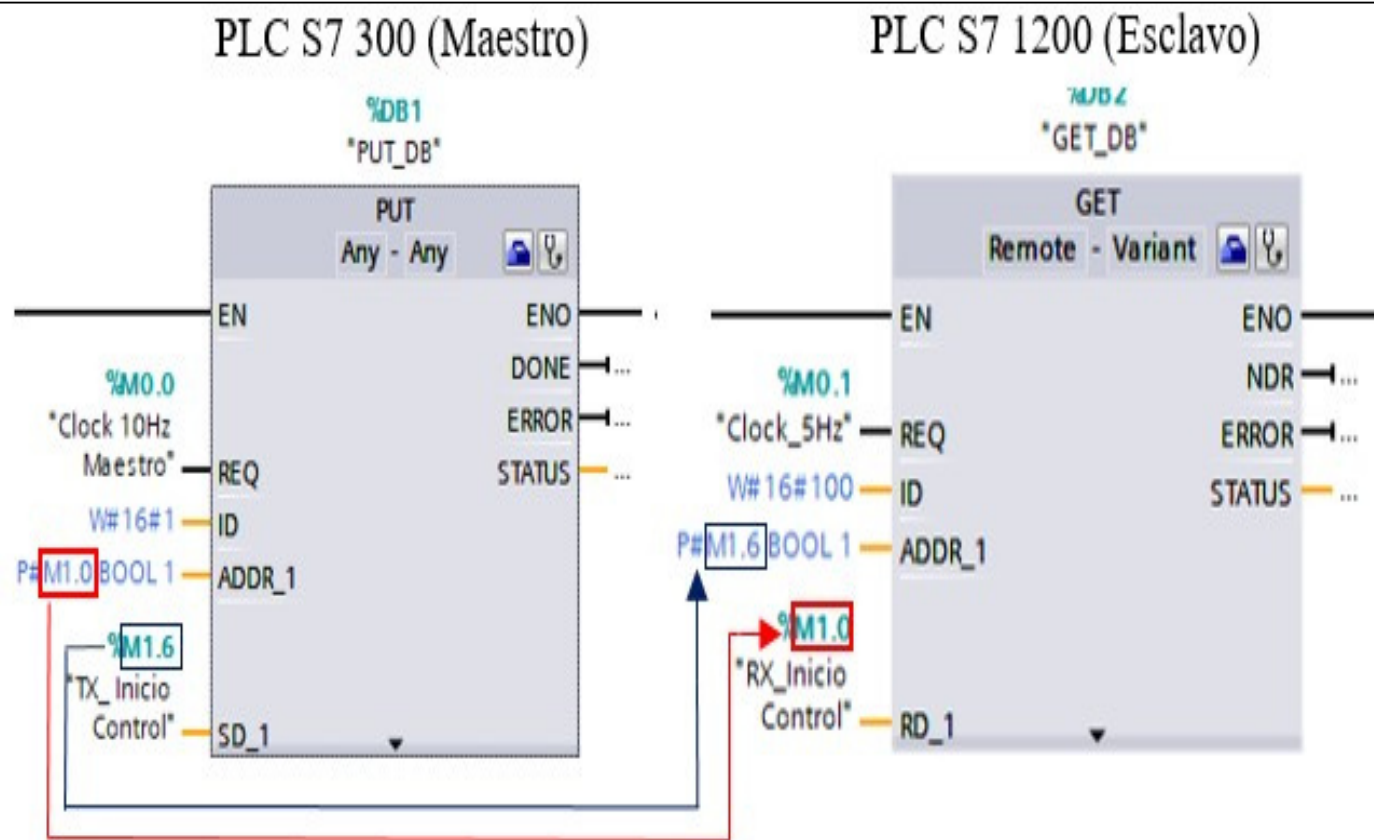 PLC S7 300 (Maestro)
%DB1
"PUT_DB"
PUT
Any - Any
EN
ENO
DONE
...
%M0.0
"Clock 10Hz
Maestro"
REQ
ERROR
...
STATUS
...
W#16#1
ID
P#M1.0 BOOL 1
ADDR_1
%M1.6
"TX_ Inicio
Control"
SD_1
PLC S7 1200 (Esclavo)
%DB2
"GET_DB"
GET
Remote - Variant
EN
ENO
NDR
...
%M0.1
"Clock_5Hz"
REQ
ERROR
...
W#16#100
ID
STATUS
...
P#M1.6 BOOL 1
ADDR_1
%M1.0
"RX_Inicio
Control"
RD_1